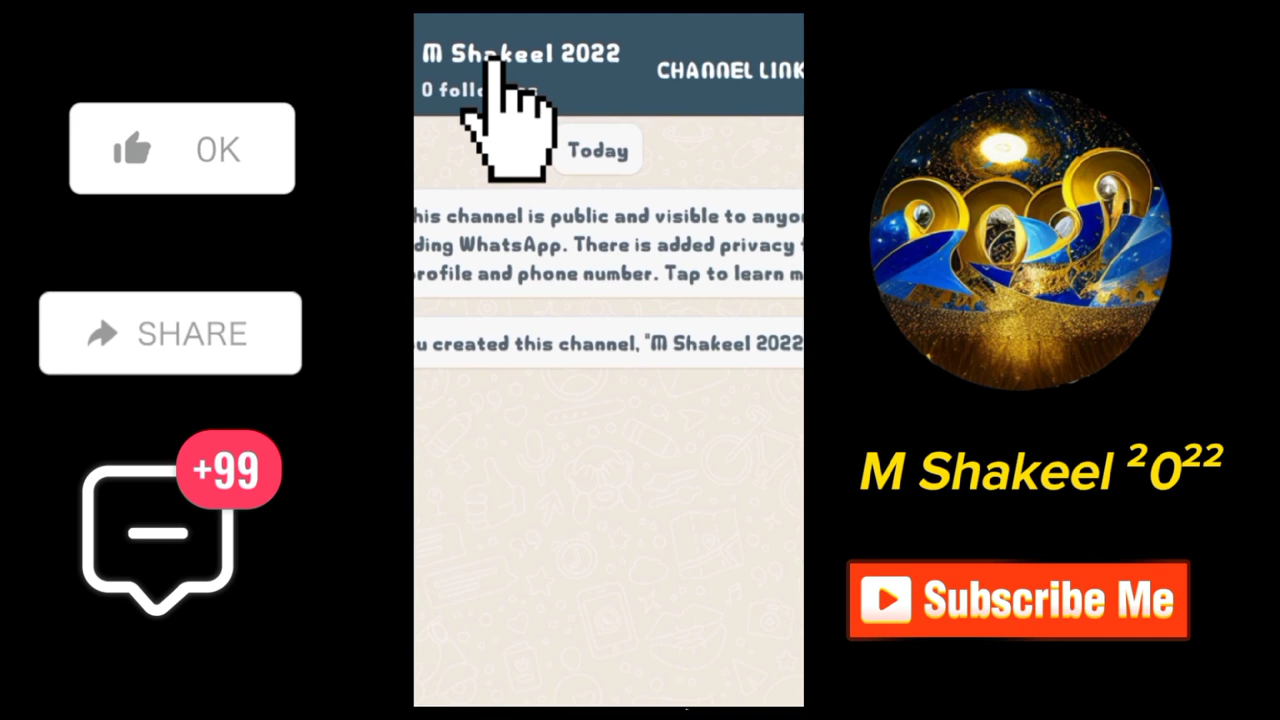 OK
SHARE
+99
M Shakeel 2022
0
CHANNEL LINK
Today
his channel is public and visible to anyo
ding WhatsApp. There is added privacy
rofile and phone number. Tap to learn m
u created this channel, "M Shakeel 2022
2022
M Shakeel ²0²²
Subscribe Me